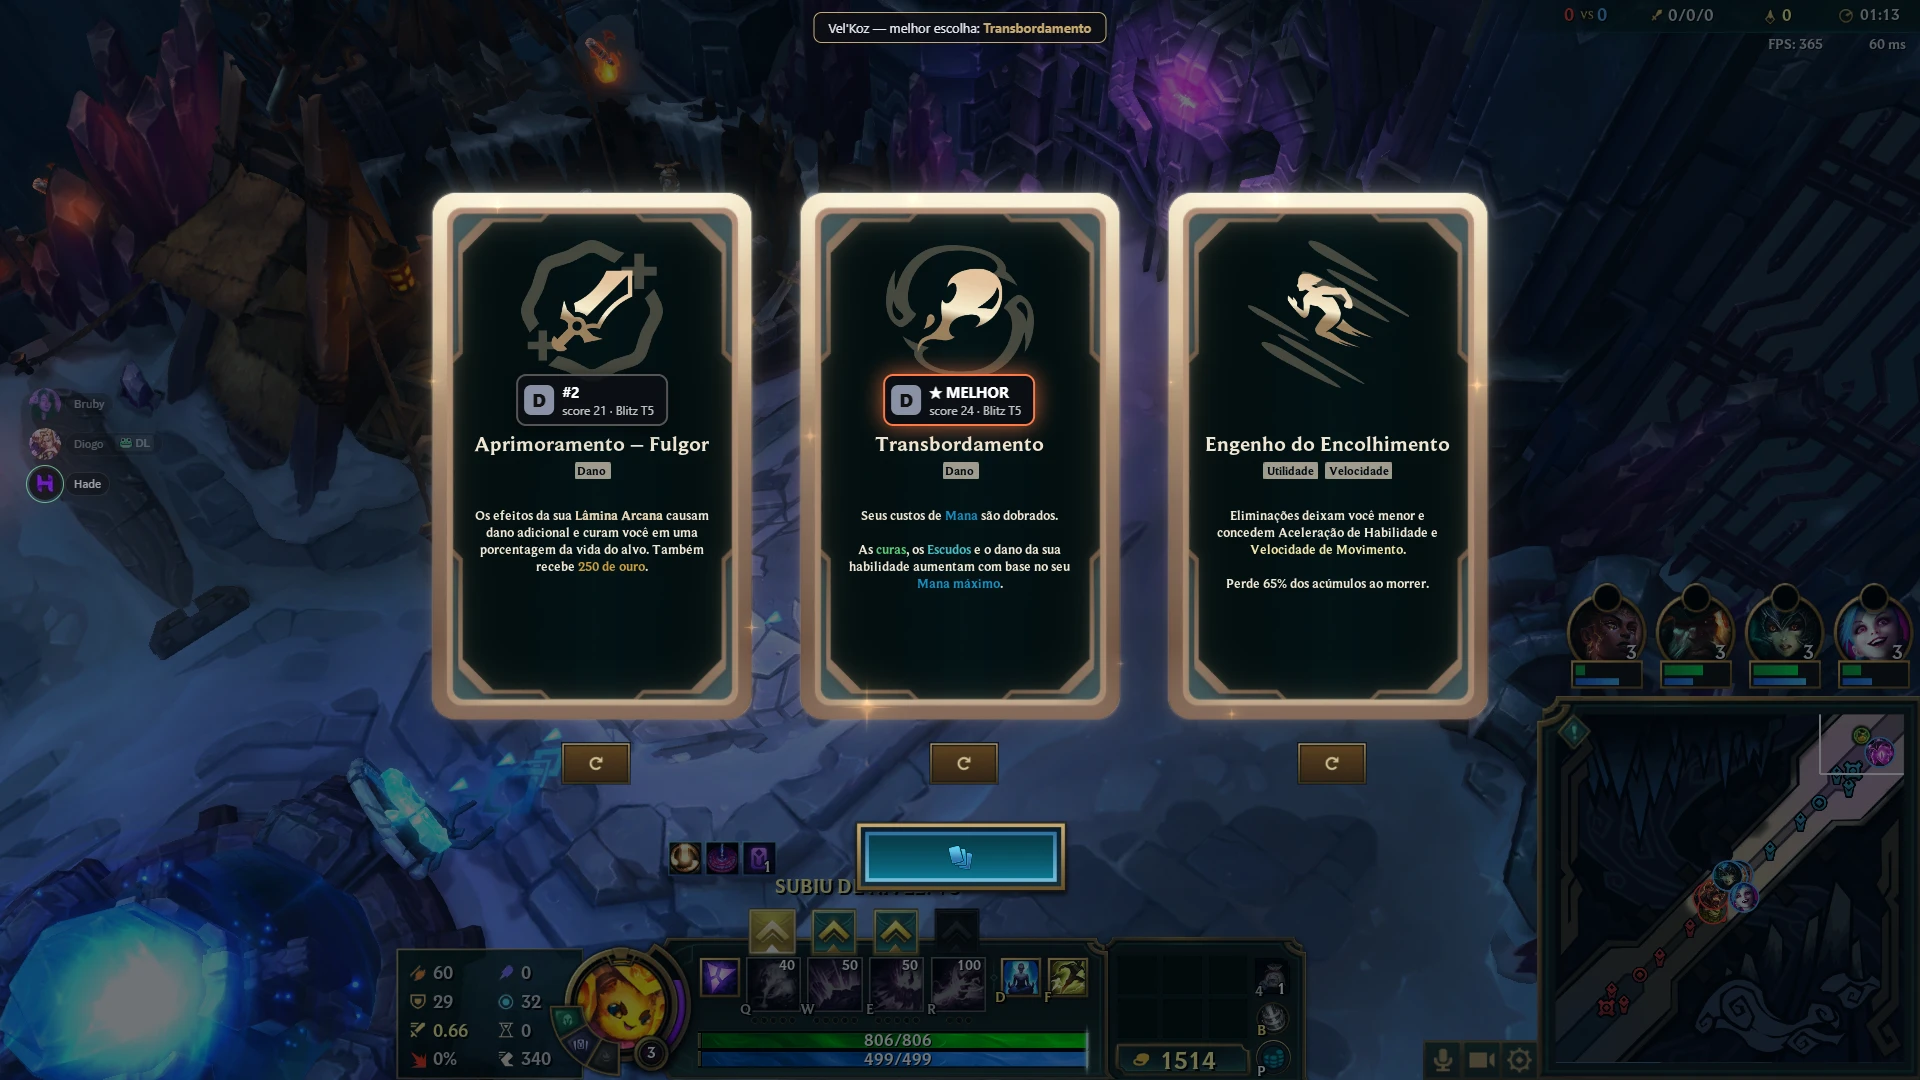 Vel'Koz — melhor escolha: Transbordamento
0 vs 0
0/0/0
0
01:13
FPS: 365
60 ms
Bruby
Diogo
DL
Hade
D
#2
score 21 · Blitz T5
Aprimoramento – Fulgor
Dano
Os efeitos da sua Lâmina Arcana causam
dano adicional e curam você em uma
porcentagem da vida do alvo. Também
recebe 250 de ouro.
D
★ MELHOR
score 24 · Blitz T5
Transbordamento
Dano
Seus custos de Mana são dobrados.
As curas, os Escudos e o dano da sua
habilidade aumentam com base no seu
Mana máximo.
Engenho do Encolhimento
Utilidade
Velocidade
Eliminações deixam você menor e
concedem Aceleração de Habilidade e
Velocidade de Movimento.
Perde 65% dos acúmulos ao morrer.
3
3
3
3
1
SUBIU
60
0
29
32
0.66
0
0%
340
3
40
50
50
100
Q
W
E
R
D
F
806/806
499/499
4
1
B
P
1514